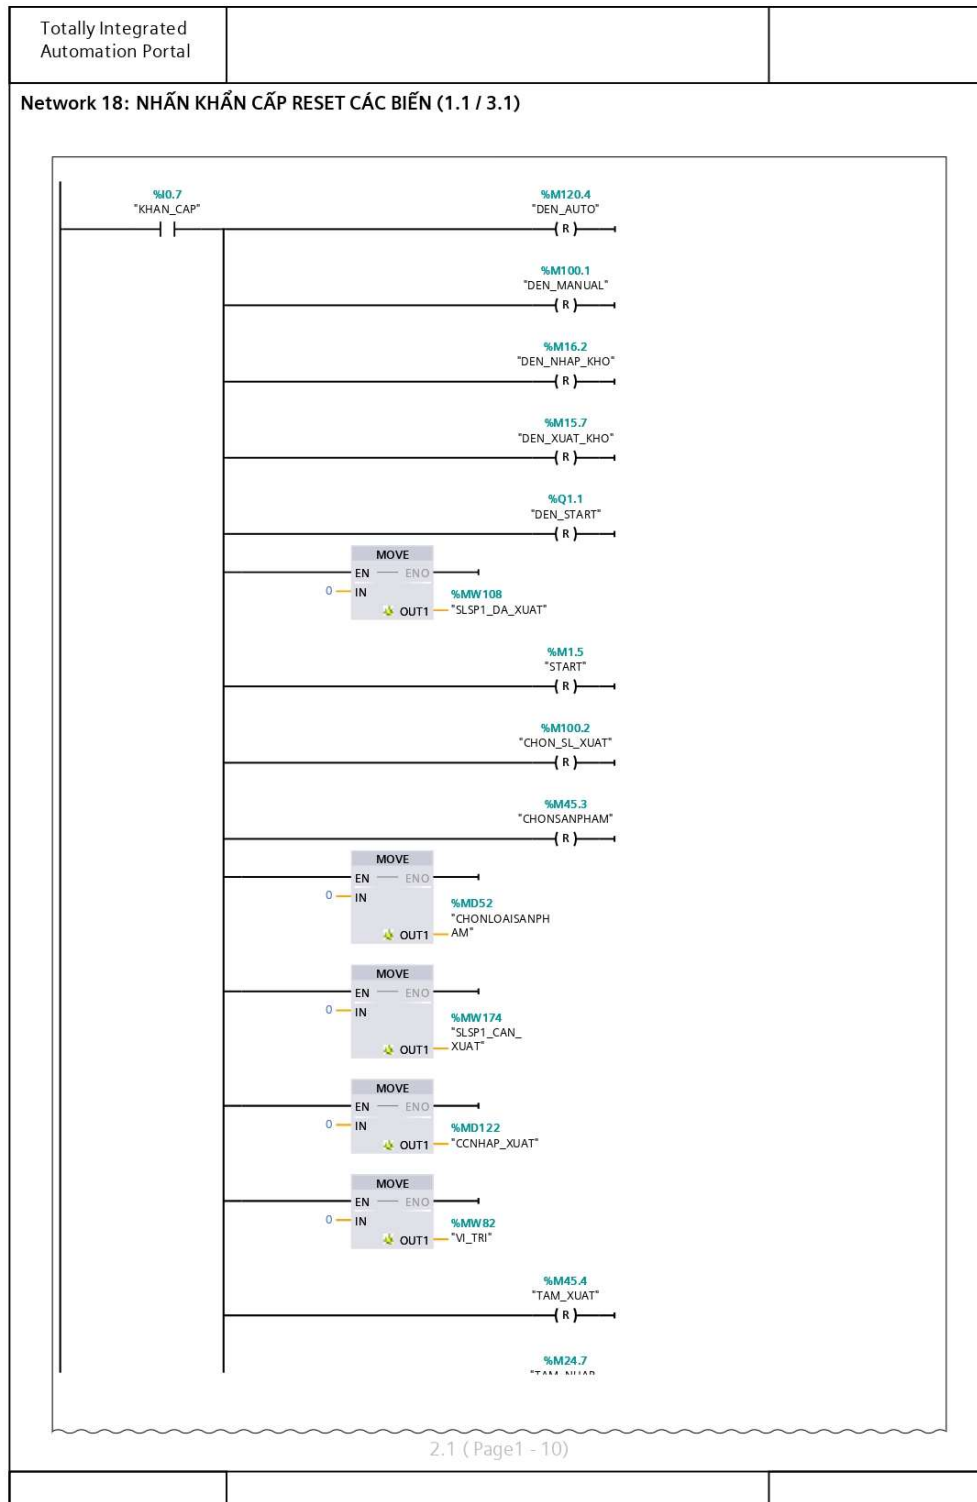 Totally Integrated
Automation Portal
Network 18: NHẤN KHẨN CẤP RESET CÁC BIẾN (1.1 / 3.1)
%I0.7
"KHAN_CAP"
%M120.4
"DEN_AUTO"
R
%M100.1
"DEN_MANUAL"
R
%M16.2
"DEN_NHAP_KHO"
R
%M15.7
"DEN_XUAT_KHO"
R
%Q1.1
"DEN_START"
R
MOVE
EN ENO
0 IN
%MW108
OUT1 "SLSP1_DA_XUAT"
%M1.5
"START"
R
%M100.2
"CHON_SL_XUAT"
R
%M45.3
"CHONSANPHAM"
R
MOVE
EN ENO
0 IN
%MD52
"CHONLOAISANPH
OUT1 AM"
MOVE
EN ENO
0 IN
%MW174
"SLSP1_CAN_
OUT1 XUAT"
MOVE
EN ENO
0 IN
%MD122
OUT1 "CCNHAP_XUAT"
MOVE
EN ENO
0 IN
%MW82
OUT1 "VI_TRI"
%M45.4
"TAM_XUAT"
R
%M24.7
2.1 ( Page1 - 10)